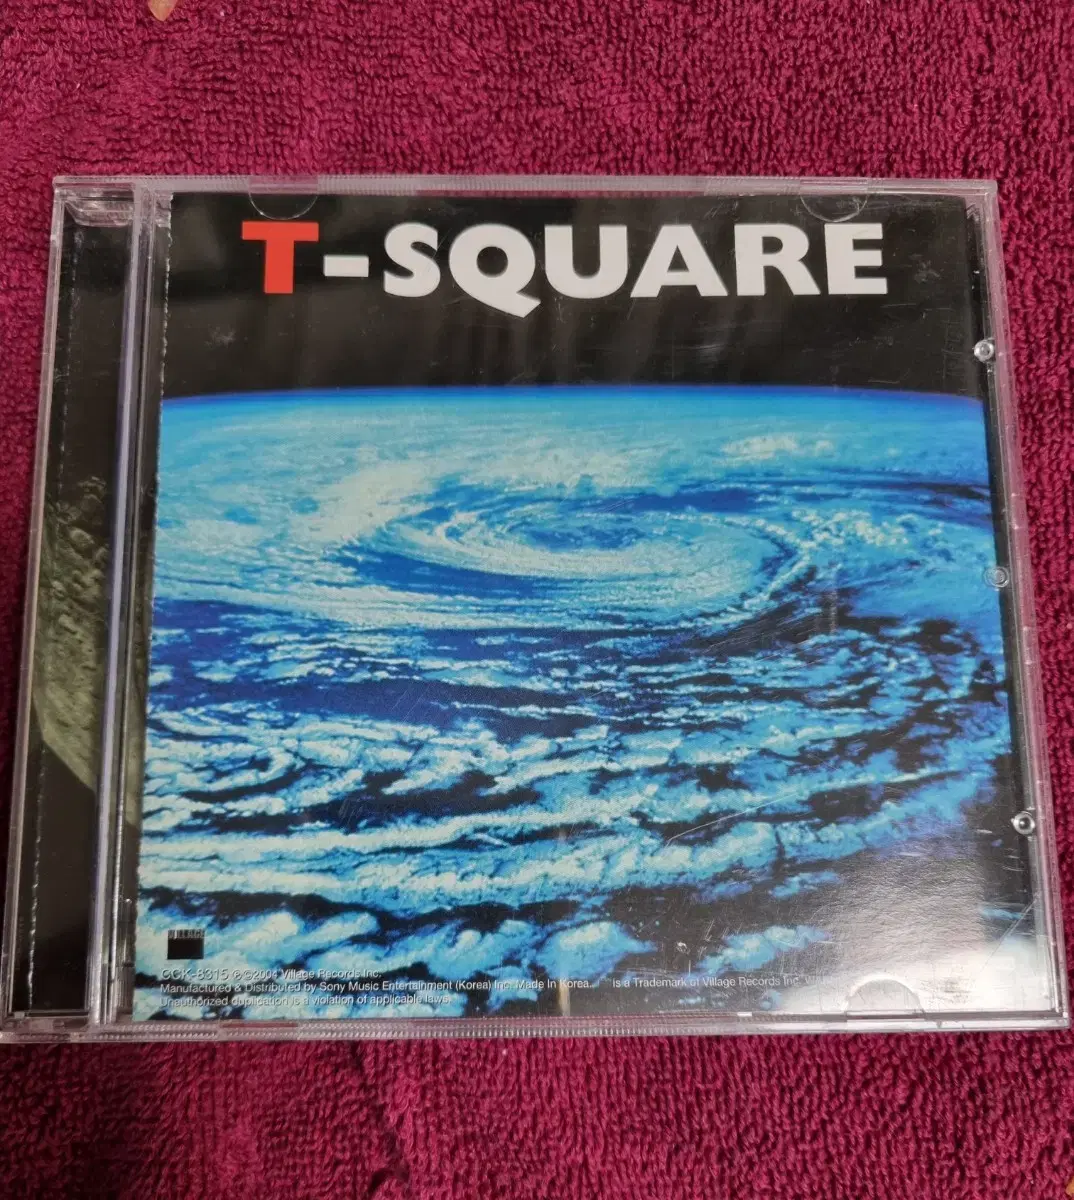 T-SQUARE
VILLAGE
CCK-8315 ℗ ©2004 Village Records Inc.
Manufactured & Distributed by Sony Music Entertainment (Korea) Inc. Made In Korea. is a Trademark of Village Records Inc.
Unauthorized duplication is a violation of applicable laws.